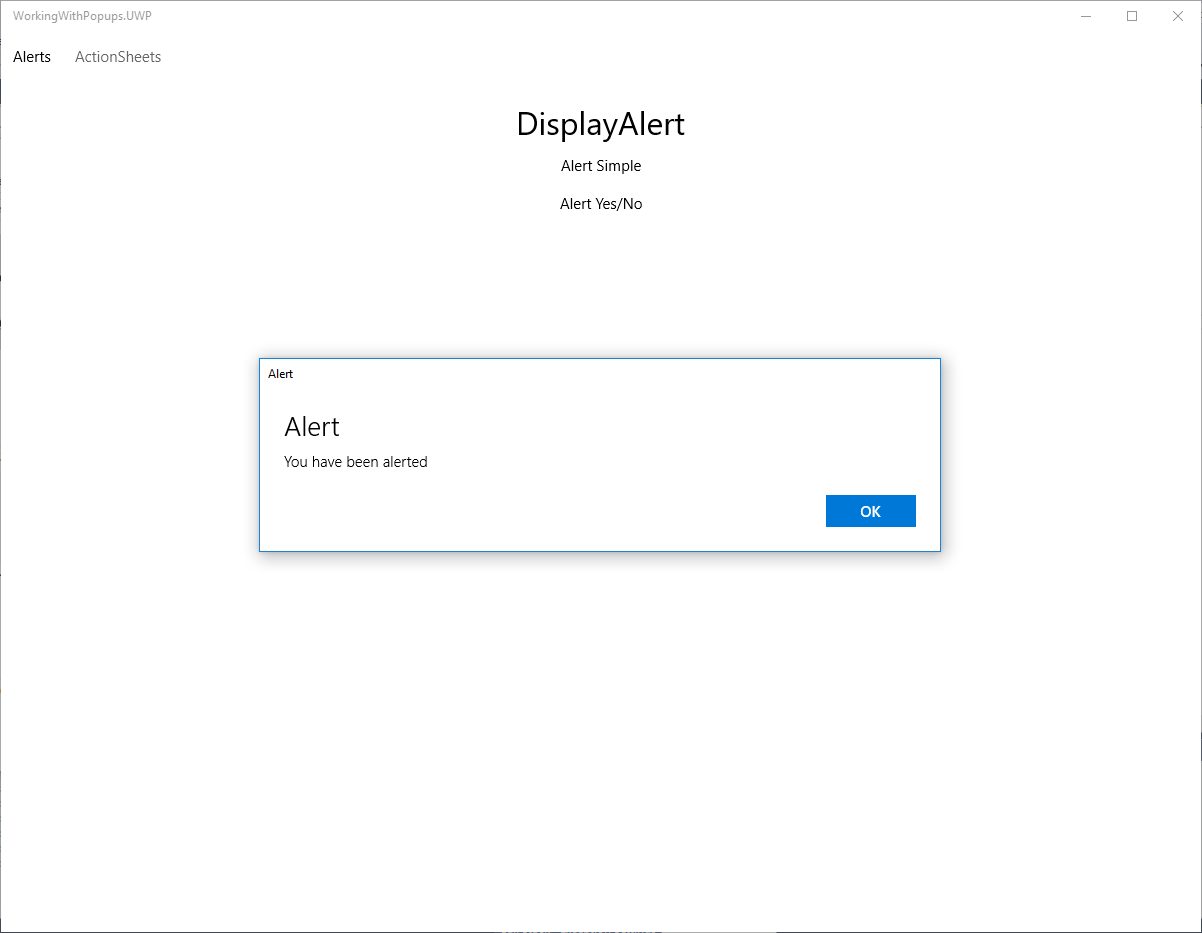 WorkingWithPopups.UWP
Alerts ActionSheets
DisplayAlert
Alert Simple
Alert Yes/No
Alert
Alert
You have been alerted
OK